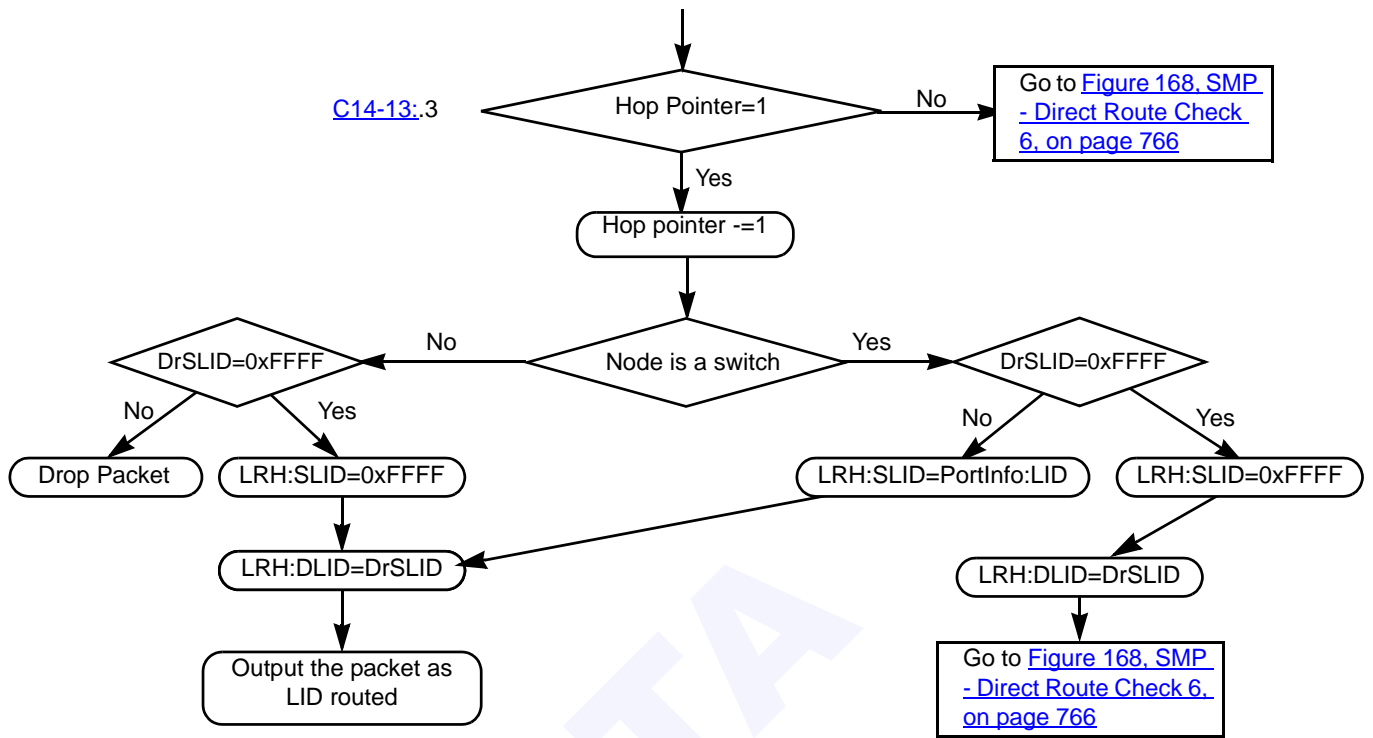 C14-13:.3
Hop Pointer=1
No
Go to Figure 168, SMP
- Direct Route Check
6, on page 766
Yes
Hop pointer -=1
DrSLID=0xFFFF
No
Node is a switch
Yes
DrSLID=0xFFFF
No
Yes
No
Yes
Drop Packet
LRH:SLID=0xFFFF
LRH:SLID=PortInfo:LID
LRH:SLID=0xFFFF
LRH:DLID=DrSLID
LRH:DLID=DrSLID
Output the packet as
LID routed
Go to Figure 168, SMP
- Direct Route Check 6,
on page 766